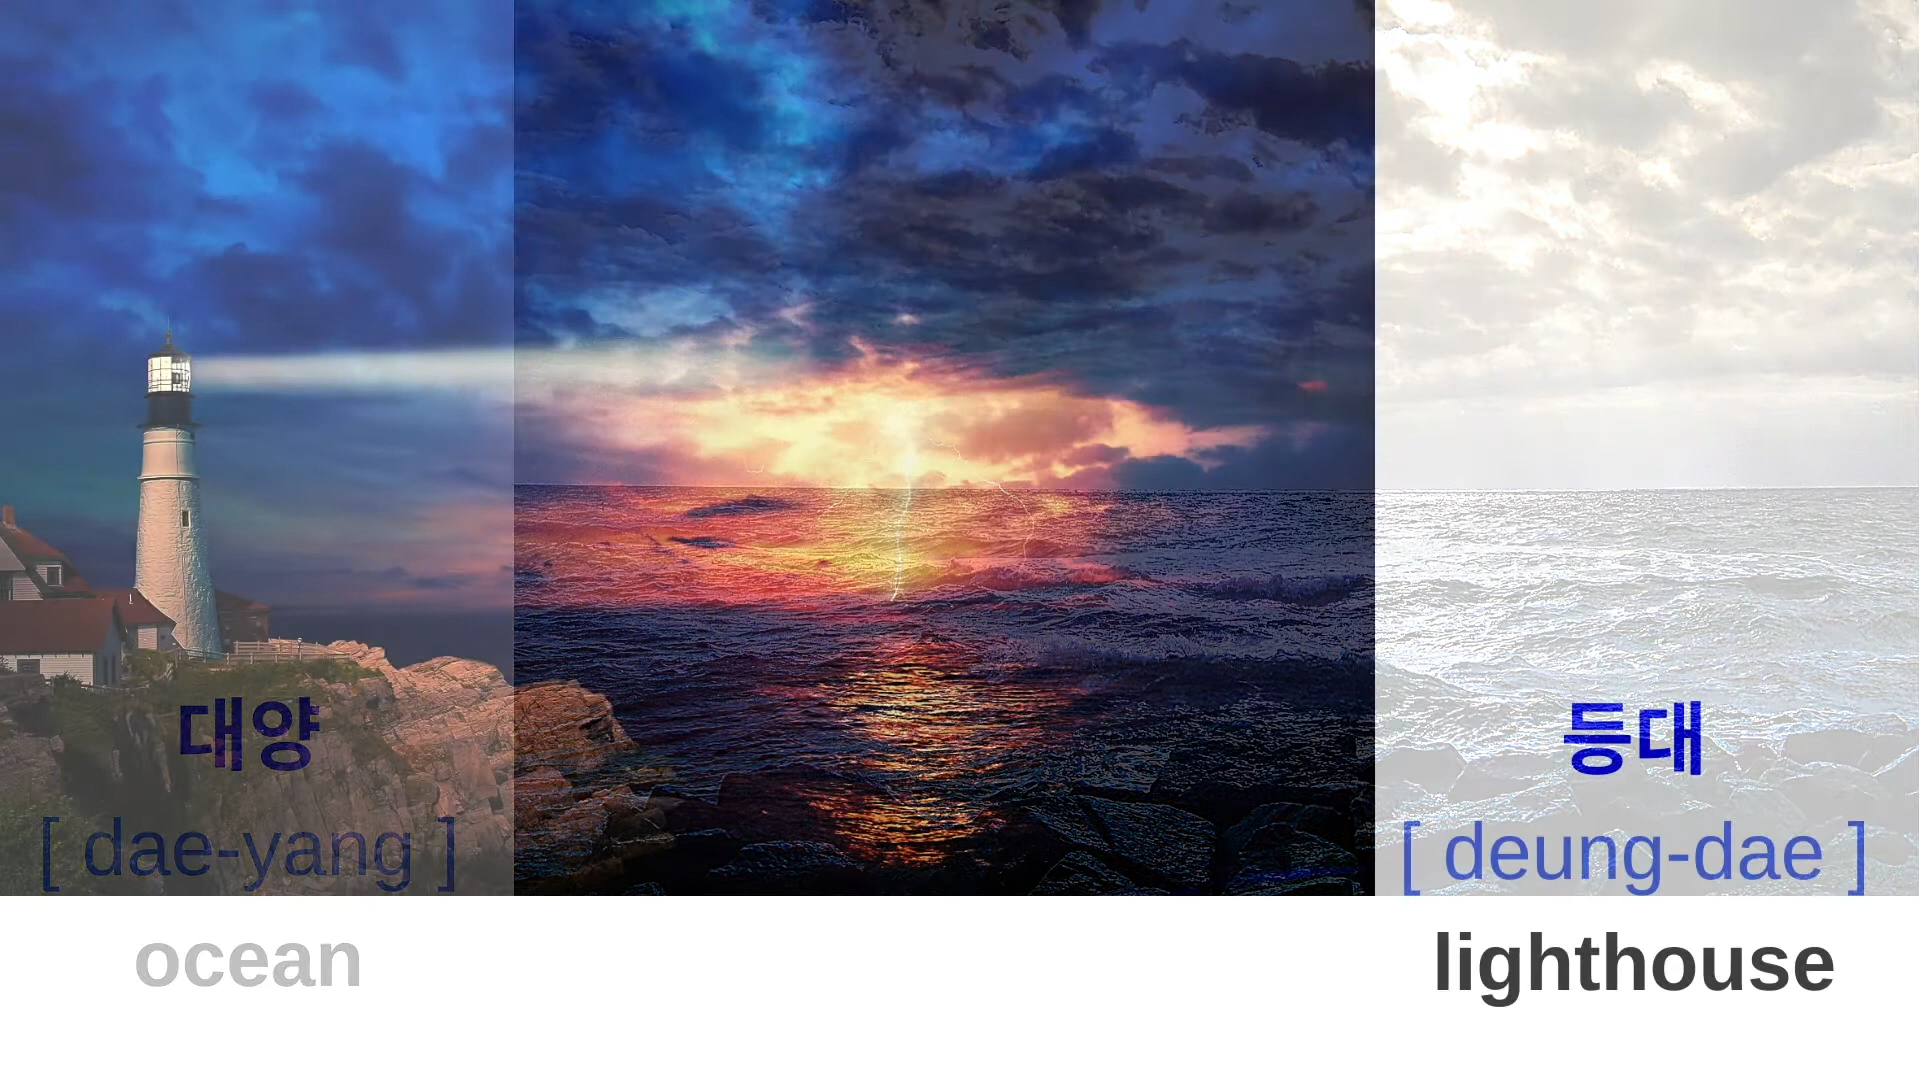 대양
[ dae-yang ]
ocean
등대
[ deung-dae ]
lighthouse